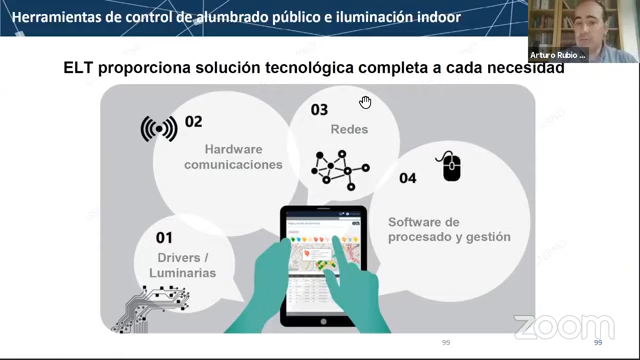 Herramientas de control de alumbrado público e iluminación indoor
Arturo Rubio ...
ELT proporciona solución tecnológica completa a cada necesidad
03
Redes
02
Hardware
comunicaciones
04
Software de
procesado y gestión
01
Drivers /
Luminarias
99
99
zoom